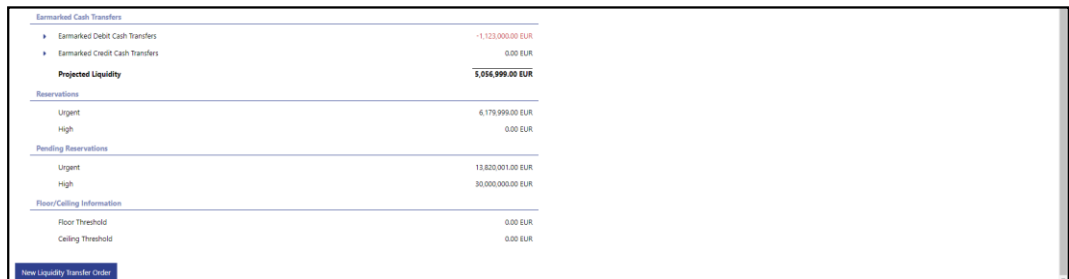 Earmarked Cash Transfers
Earmarked Debit Cash Transfers -1,123,000.00 EUR
Earmarked Credit Cash Transfers 0.00 EUR
Projected Liquidity 5,056,999.00 EUR
Reservations
Urgent 6,179,999.00 EUR
High 0.00 EUR
Pending Reservations
Urgent 13,820,001.00 EUR
High 30,000,000.00 EUR
Floor/Ceiling Information
Floor Threshold 0.00 EUR
Ceiling Threshold 0.00 EUR
New Liquidity Transfer Order